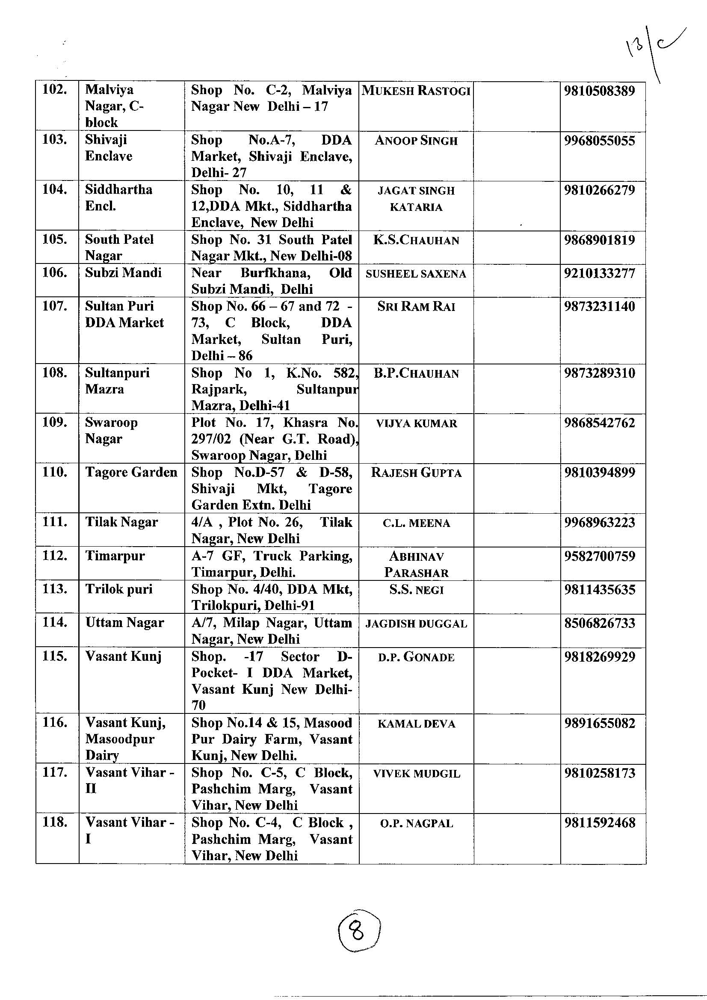 13/C
102. Malviya Shop No. C-2, Malviya MUKESH RASTOGI 9810508389
Nagar, C- Nagar New Delhi – 17
block
103. Shivaji Shop No.A-7, DDA ANOOP SINGH 9968055055
Enclave Market, Shivaji Enclave,
Delhi- 27
104. Siddhartha Shop No. 10, 11 & JAGAT SINGH 9810266279
Encl. 12,DDA Mkt., Siddhartha KATARIA
Enclave, New Delhi
105. South Patel Shop No. 31 South Patel K.S.CHAUHAN 9868901819
Nagar Nagar Mkt., New Delhi-08
106. Subzi Mandi Near Burfkhana, Old SUSHEEL SAXENA 9210133277
Subzi Mandi, Delhi
107. Sultan Puri Shop No. 66 – 67 and 72 - SRI RAM RAI 9873231140
DDA Market 73, C Block, DDA
Market, Sultan Puri,
Delhi – 86
108. Sultanpuri Shop No 1, K.No. 582, B.P.CHAUHAN 9873289310
Mazra Rajpark, Sultanpur
Mazra, Delhi-41
109. Swaroop Plot No. 17, Khasra No. VIJYA KUMAR 9868542762
Nagar 297/02 (Near G.T. Road),
Swaroop Nagar, Delhi
110. Tagore Garden Shop No.D-57 & D-58, RAJESH GUPTA 9810394899
Shivaji Mkt, Tagore
Garden Extn. Delhi
111. Tilak Nagar 4/A , Plot No. 26, Tilak C.L. MEENA 9968963223
Nagar, New Delhi
112. Timarpur A-7 GF, Truck Parking, ABHINAV 9582700759
Timarpur, Delhi. PARASHAR
113. Trilok puri Shop No. 4/40, DDA Mkt, S.S. NEGI 9811435635
Trilokpuri, Delhi-91
114. Uttam Nagar A/7, Milap Nagar, Uttam JAGDISH DUGGAL 8506826733
Nagar, New Delhi
115. Vasant Kunj Shop. -17 Sector D- D.P. GONADE 9818269929
Pocket- I DDA Market,
Vasant Kunj New Delhi-
70
116. Vasant Kunj, Shop No.14 & 15, Masood KAMAL DEVA 9891655082
Masoodpur Pur Dairy Farm, Vasant
Dairy Kunj, New Delhi.
117. Vasant Vihar - Shop No. C-5, C Block, VIVEK MUDGIL 9810258173
II Pashchim Marg, Vasant
Vihar, New Delhi
118. Vasant Vihar - Shop No. C-4, C Block , O.P. NAGPAL 9811592468
I Pashchim Marg, Vasant
Vihar, New Delhi
8